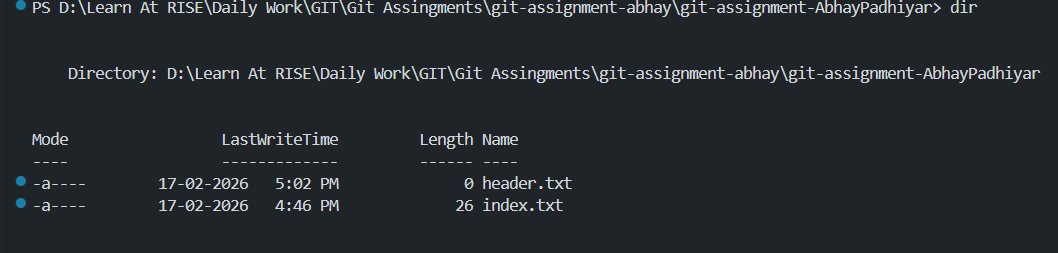 PS D:\Learn At RISE\Daily Work\GIT\Git Assingments\git-assignment-abhay\git-assignment-AbhayPadhiyar> dir
Directory: D:\Learn At RISE\Daily Work\GIT\Git Assingments\git-assignment-abhay\git-assignment-AbhayPadhiyar
Mode                 LastWriteTime         Length Name
----                 -------------         ------ ----
-a----        17-02-2026   5:02 PM              0 header.txt
-a----        17-02-2026   4:46 PM             26 index.txt